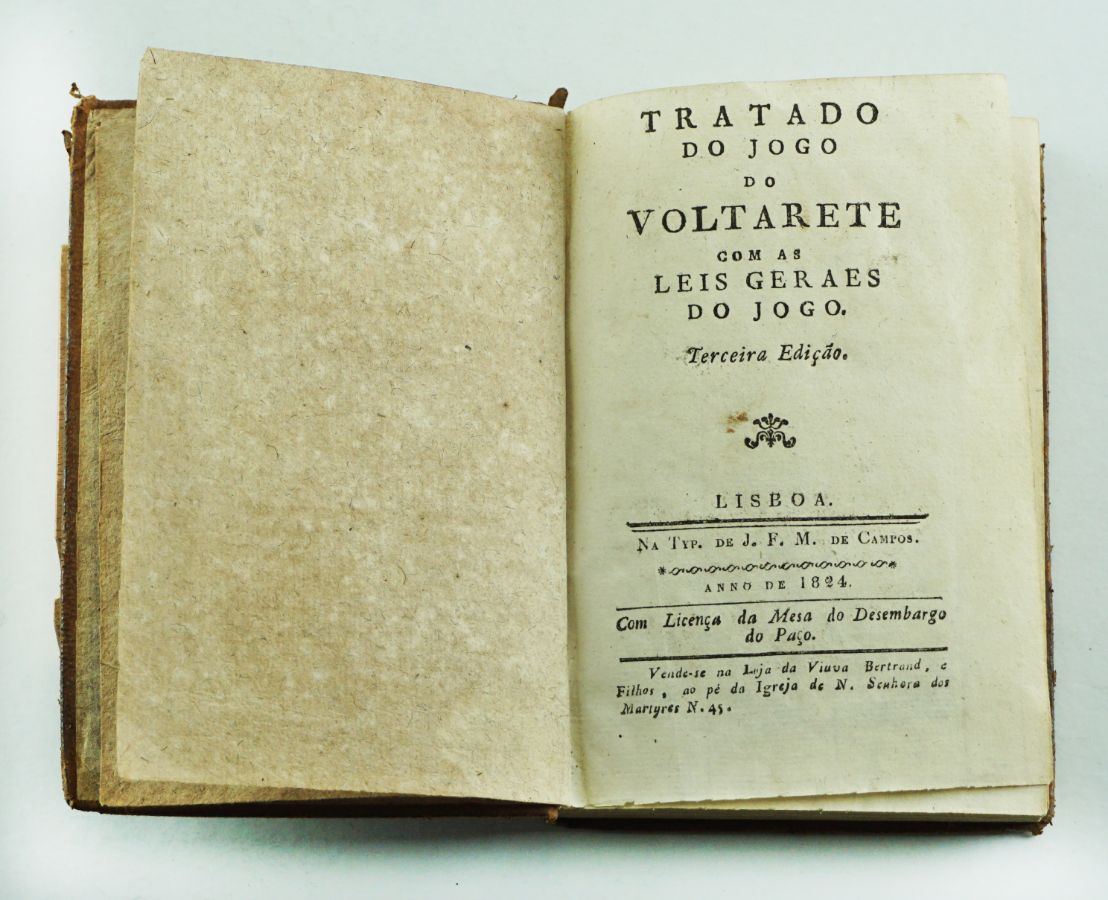 TRATADO
DO JOGO
DO
VOLTARETE
COM AS
LEIS GERAES
DO JOGO.
Terceira Edição.
LISBOA.
NA TYP. DE J. F. M. DE CAMPOS.
ANNO DE 1824.
Com Licença da Mesa do Desembargo
do Paço.
Vende-se na Loja da Viuva Bertrand, e
Filhos, ao pé da Igreja de N. Senhora dos
Martyres N. 45.